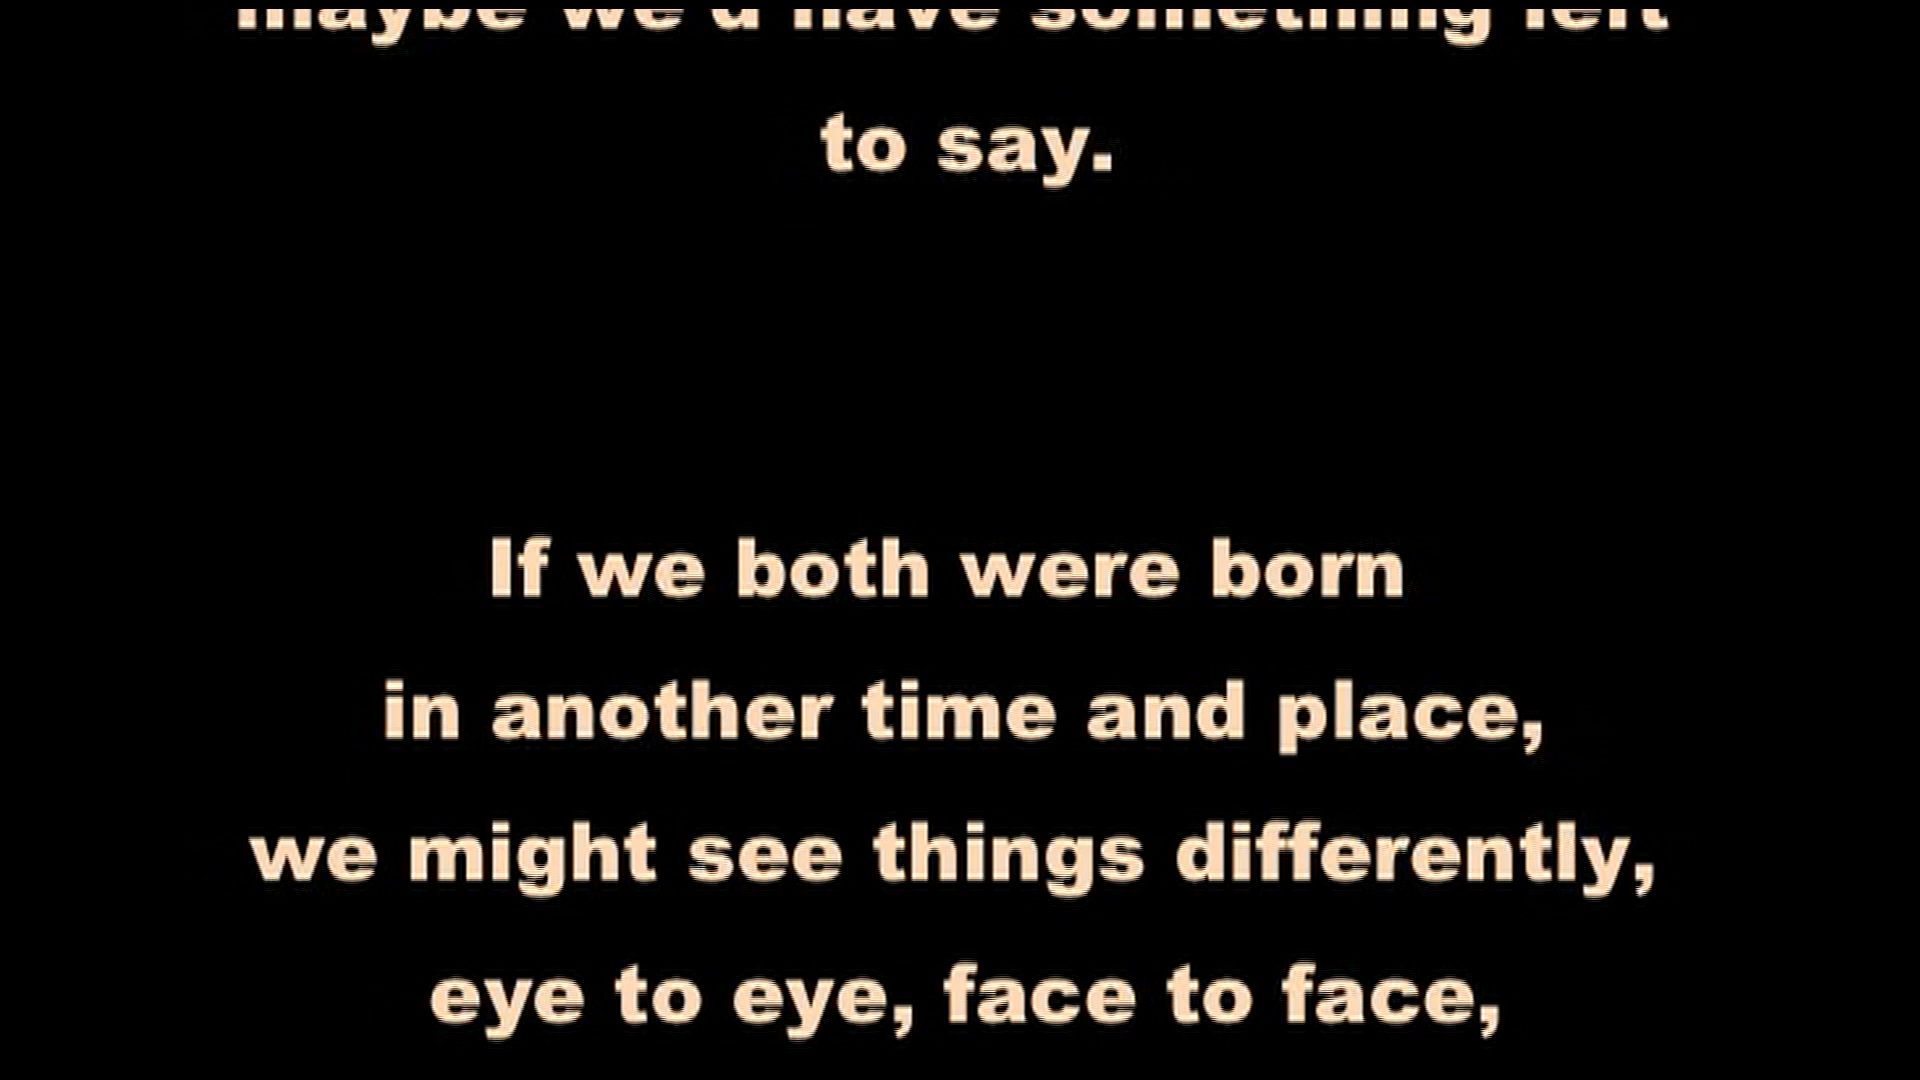 maybe we'd have something left
to say.
If we both were born
in another time and place,
we might see things differently,
eye to eye, face to face,